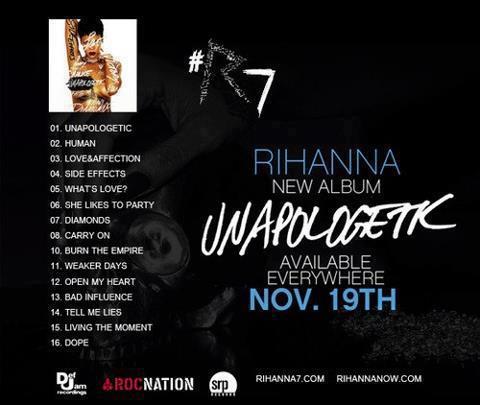 #R7
01. UNAPOLOGETIC
02. HUMAN
03. LOVE&AFFECTION
04. SIDE EFFECTS
05. WHAT'S LOVE?
06. SHE LIKES TO PARTY
07. DIAMONDS
08. CARRY ON
10. BURN THE EMPIRE
11. WEAKER DAYS
12. OPEN MY HEART
13. BAD INFLUENCE
14. TELL ME LIES
15. LIVING THE MOMENT
16. DOPE
RIHANNA
NEW ALBUM
UNAPOLOGETIC
AVAILABLE
EVERYWHERE
NOV. 19TH
Def Jam
recordings
ROCNATION
srp
RECORDS
RIHANNA7.COM
RIHANNANOW.COM